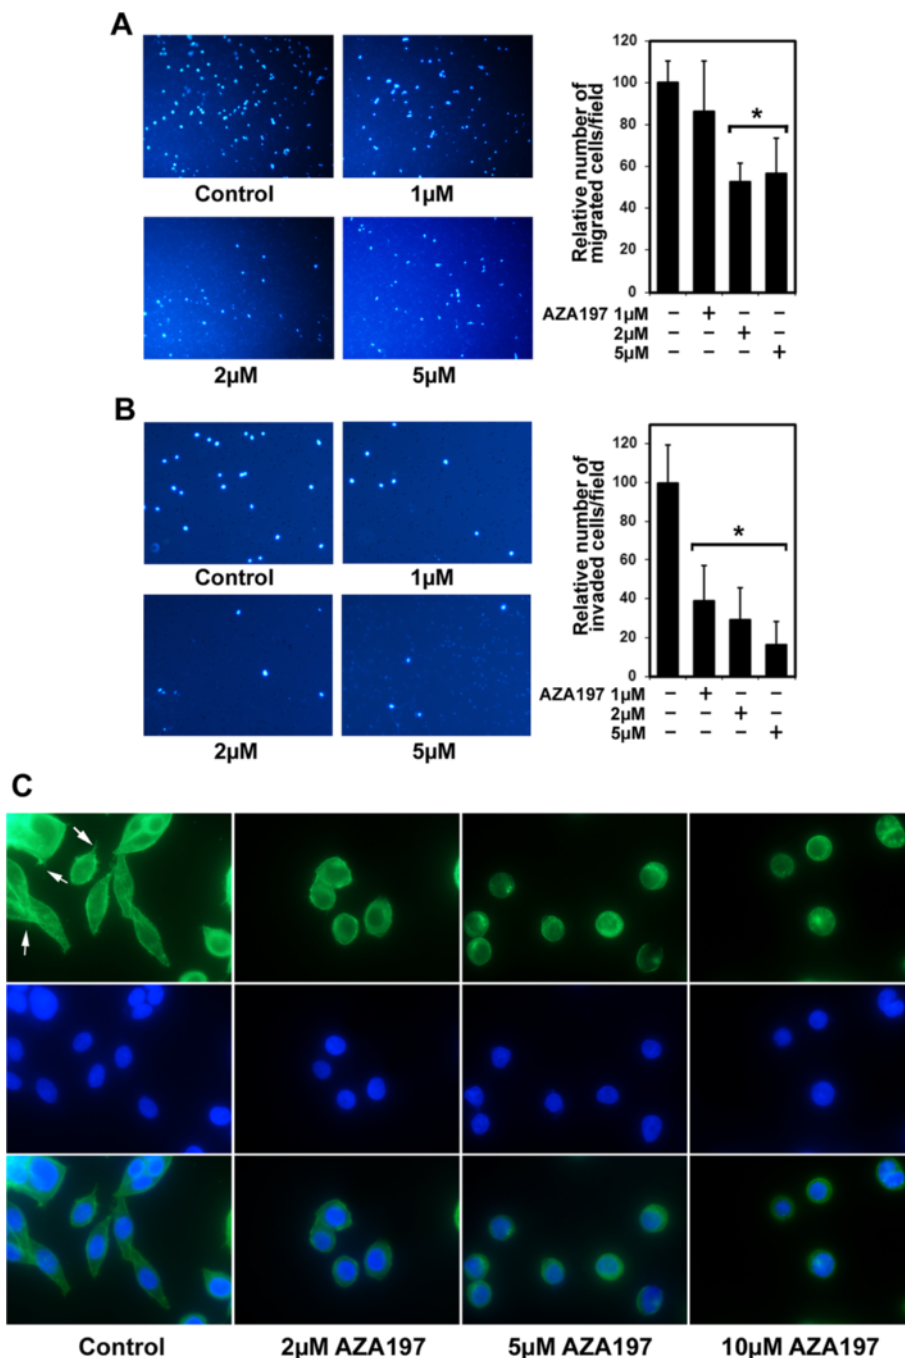 A
Control
1µM
2µM
5µM
Relative number of
migrated cells/field
120
100
80
60
40
20
0
*
AZA197 1µM − + − −
2µM − − + −
5µM − − − +
B
Control
1µM
2µM
5µM
Relative number of
invaded cells/field
120
100
80
60
40
20
0
*
AZA197 1µM − + − −
2µM − − + −
5µM − − − +
C
Control
2µM AZA197
5µM AZA197
10µM AZA197